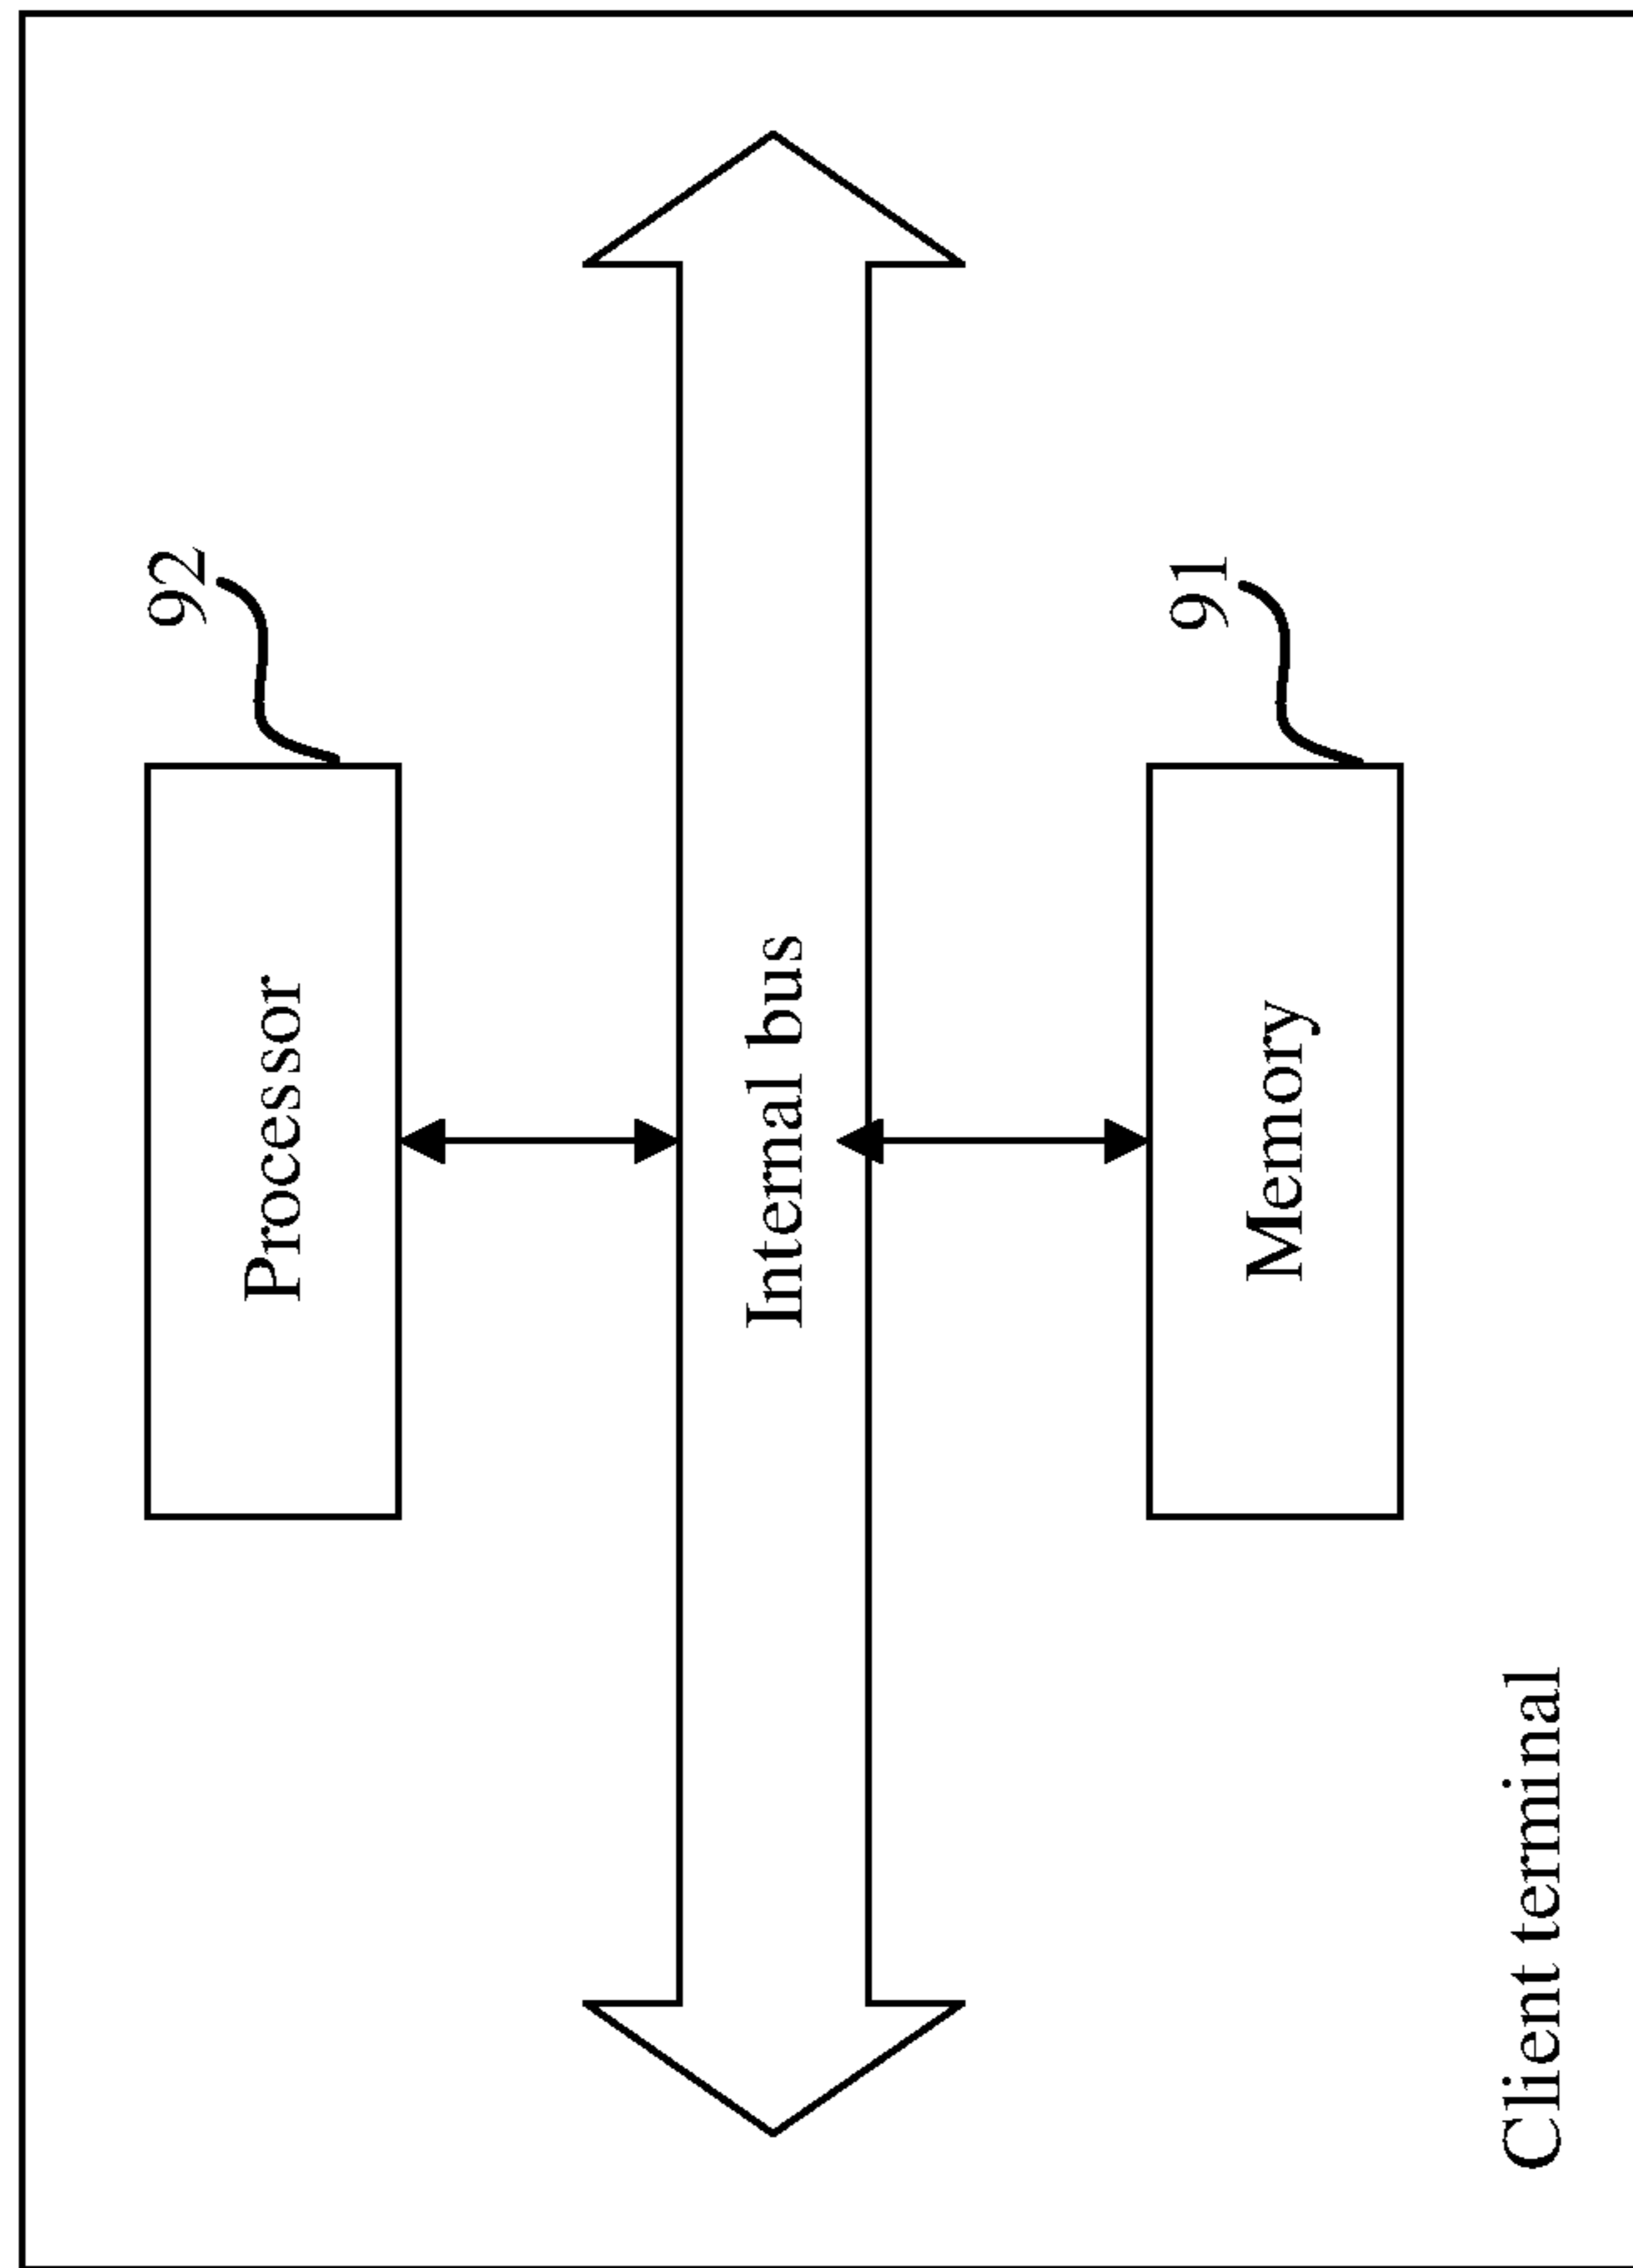 92
Processor
Internal bus
91
Memory
Client terminal